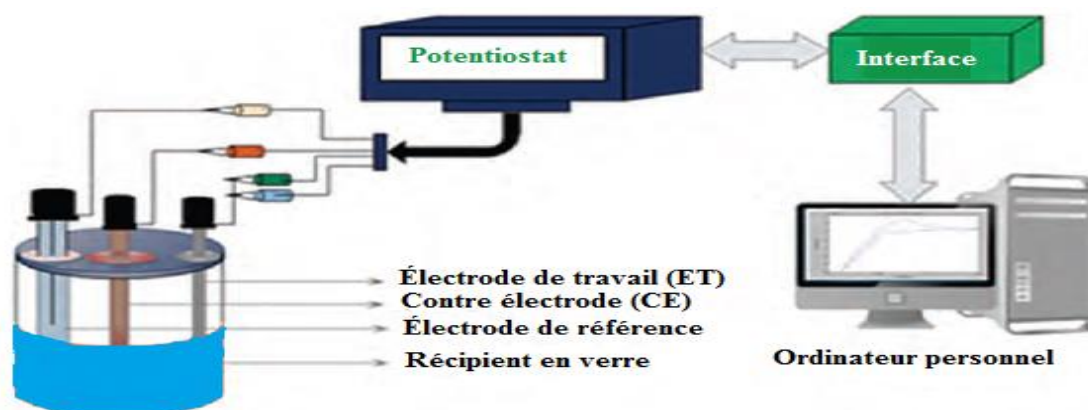 Potentiostat
Interface
Électrode de travail (ET)
Contre électrode (CE)
Électrode de référence
Récipient en verre
Ordinateur personnel